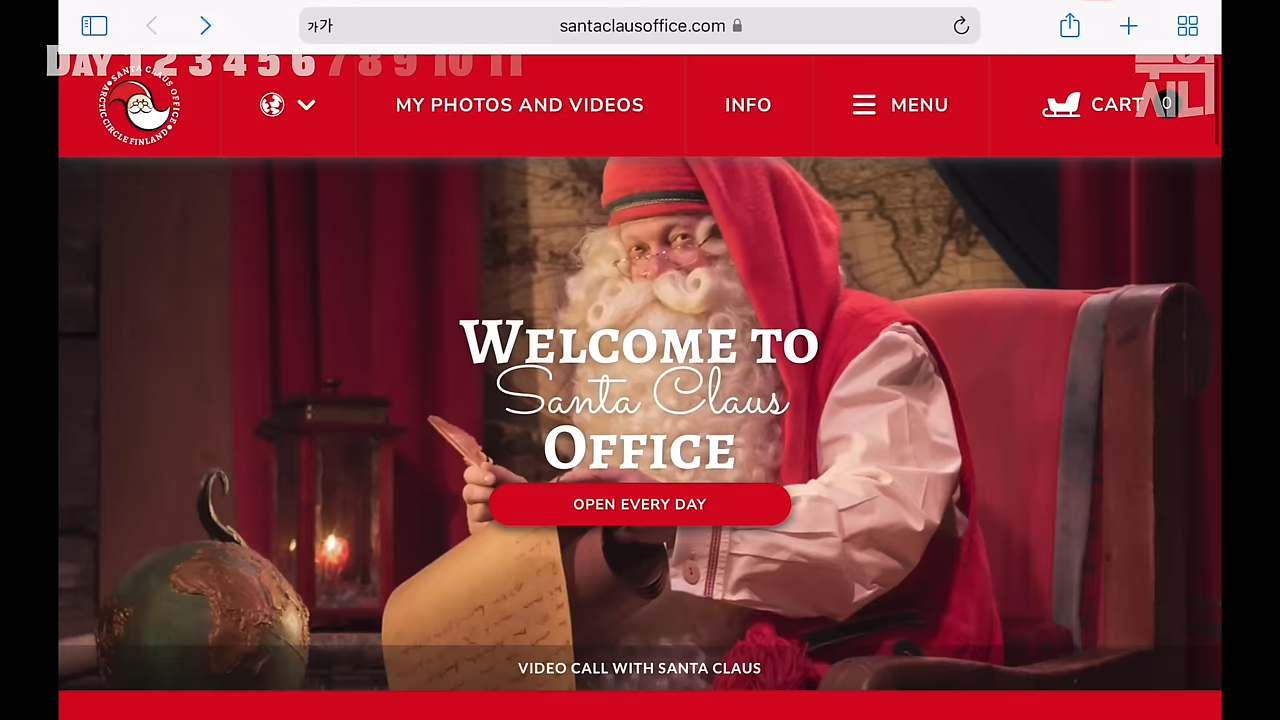 가가
santaclausoffice.com
DAY 1 2 3 4 5 6 7 8 9 10 11
SANTA CLAUS OFFICE
ARCTIC CIRCLE FINLAND
MY PHOTOS AND VIDEOS
INFO
MENU
CART 0
WELCOME TO
Santa Claus
OFFICE
OPEN EVERY DAY
VIDEO CALL WITH SANTA CLAUS